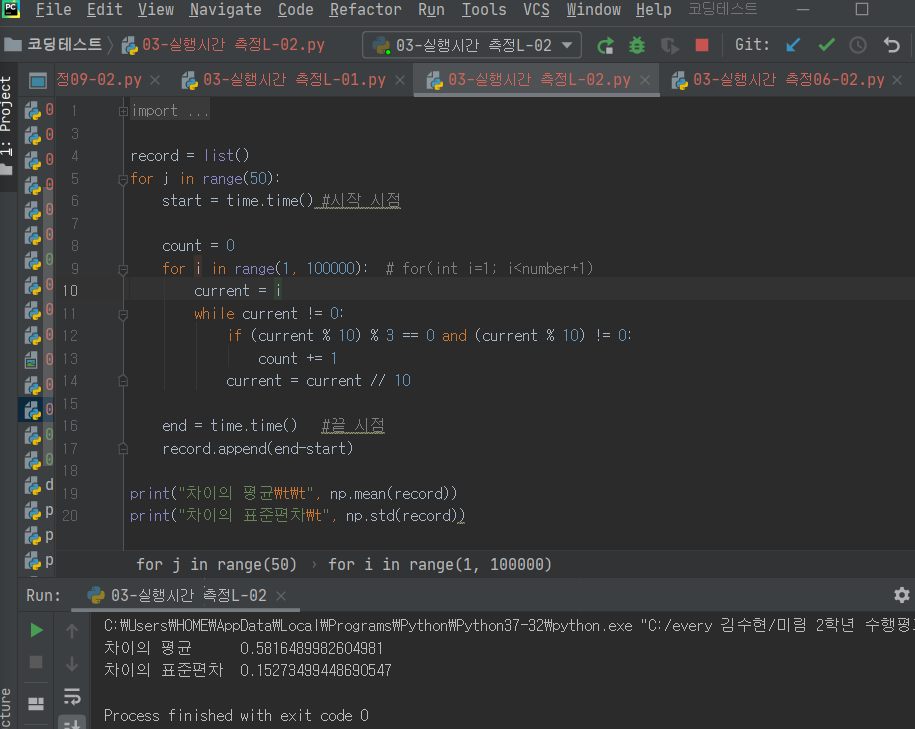 File Edit View Navigate Code Refactor Run Tools VCS Window Help 코딩테스트
코딩테스트 03-실행시간 측정L-02.py 03-실행시간 측정L-02 Git:
정09-02.py 03-실행시간 측정L-01.py 03-실행시간 측정L-02.py 03-실행시간 측정06-02.py
1: Project
1 import ...
3
4 record = list()
5 for j in range(50):
6 start = time.time() #시작 시점
7
8 count = 0
9 for i in range(1, 100000): # for(int i=1; i<number+1)
10 current = i
11 while current != 0:
12 if (current % 10) % 3 == 0 and (current % 10) != 0:
13 count += 1
14 current = current // 10
15
16 end = time.time() #끝 시점
17 record.append(end-start)
18
19 print("차이의 평균₩t₩t", np.mean(record))
20 print("차이의 표준편차₩t", np.std(record))
for j in range(50) › for i in range(1, 100000)
Run: 03-실행시간 측정L-02
C:₩Users₩HOME₩AppData₩Local₩Programs₩Python₩Python37-32₩python.exe "C:/every 김수현/미림 2학년 수행평
차이의 평균 0.5816489982604981
차이의 표준편차 0.15273499448690547
Process finished with exit code 0